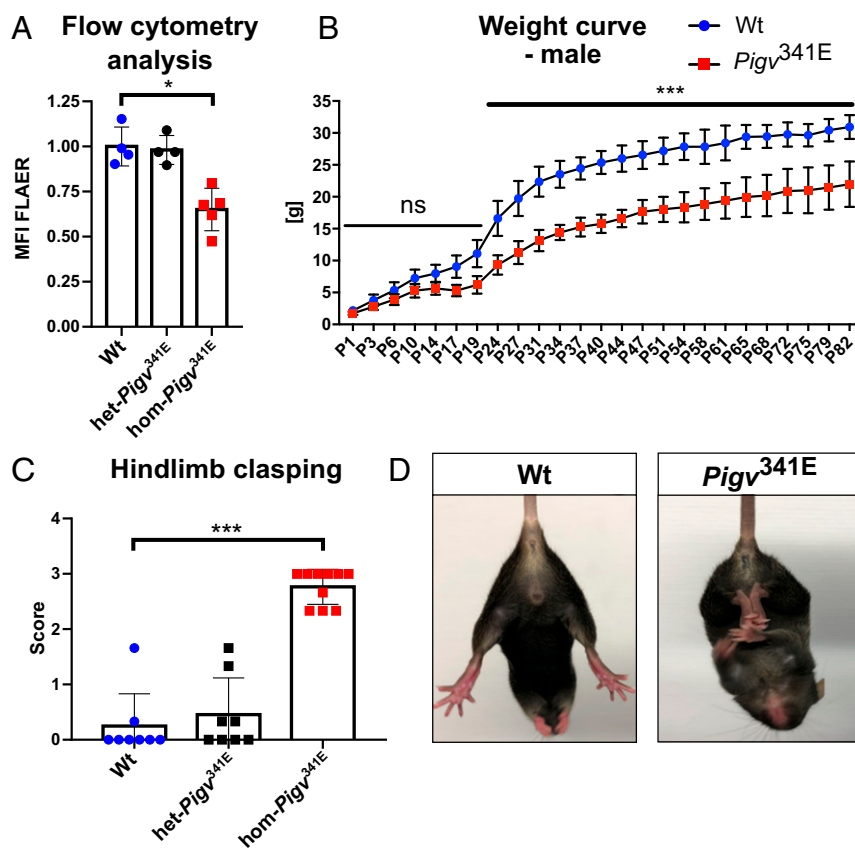 A
Flow cytometry
analysis
*
1.25
1.00
0.75
0.50
0.25
0.00
MFI FLAER
Wt
het-Pigv341E
hom-Pigv341E
B
Weight curve
- male
Wt
Pigv341E
***
ns
35
30
25
20
15
10
5
0
[g]
P1
P3
P6
P10
P14
P17
P19
P24
P27
P31
P34
P37
P40
P44
P47
P51
P54
P58
P61
P65
P68
P72
P75
P79
P82
C
Hindlimb clasping
***
4
3
2
1
0
Score
Wt
het-Pigv341E
hom-Pigv341E
D
Wt
Pigv341E